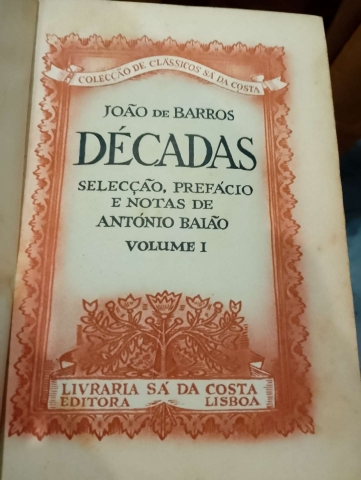 COLECÇÃO DE CLÁSSICOS SÁ DA COSTA
JOÃO DE BARROS
DÉCADAS
SELECÇÃO, PREFÁCIO
E NOTAS DE
ANTÓNIO BAIÃO
VOLUME I
LIVRARIA SÁ DA COSTA
EDITORA LISBOA